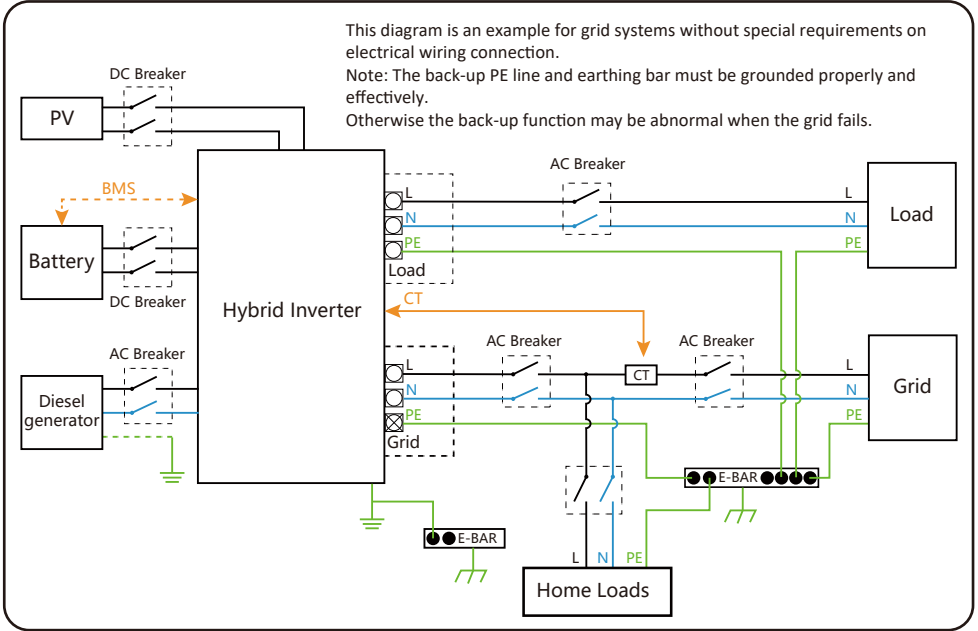 This diagram is an example for grid systems without special requirements on
electrical wiring connection.
Note: The back-up PE line and earthing bar must be grounded properly and
effectively.
Otherwise the back-up function may be abnormal when the grid fails.
DC Breaker
PV
BMS
Battery
DC Breaker
AC Breaker
Diesel
generator
Hybrid Inverter
L
N
PE
Load
AC Breaker
L
N
PE
Load
CT
AC Breaker
CT
AC Breaker
L
N
PE
Grid
L
N
PE
Grid
E-BAR
E-BAR
L
N
PE
Home Loads